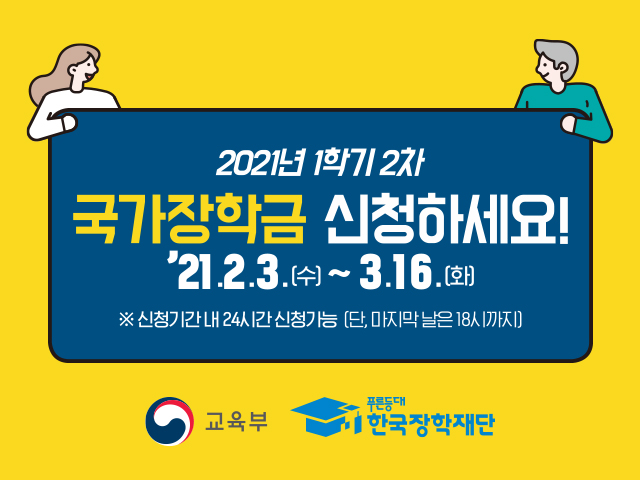 2021년 1학기 2차
국가장학금 신청하세요!
'21.2.3.(수) ~ 3.16.(화)
※ 신청기간 내 24시간 신청가능 (단, 마지막 날은 18시까지)
교육부
푸른등대
한국장학재단